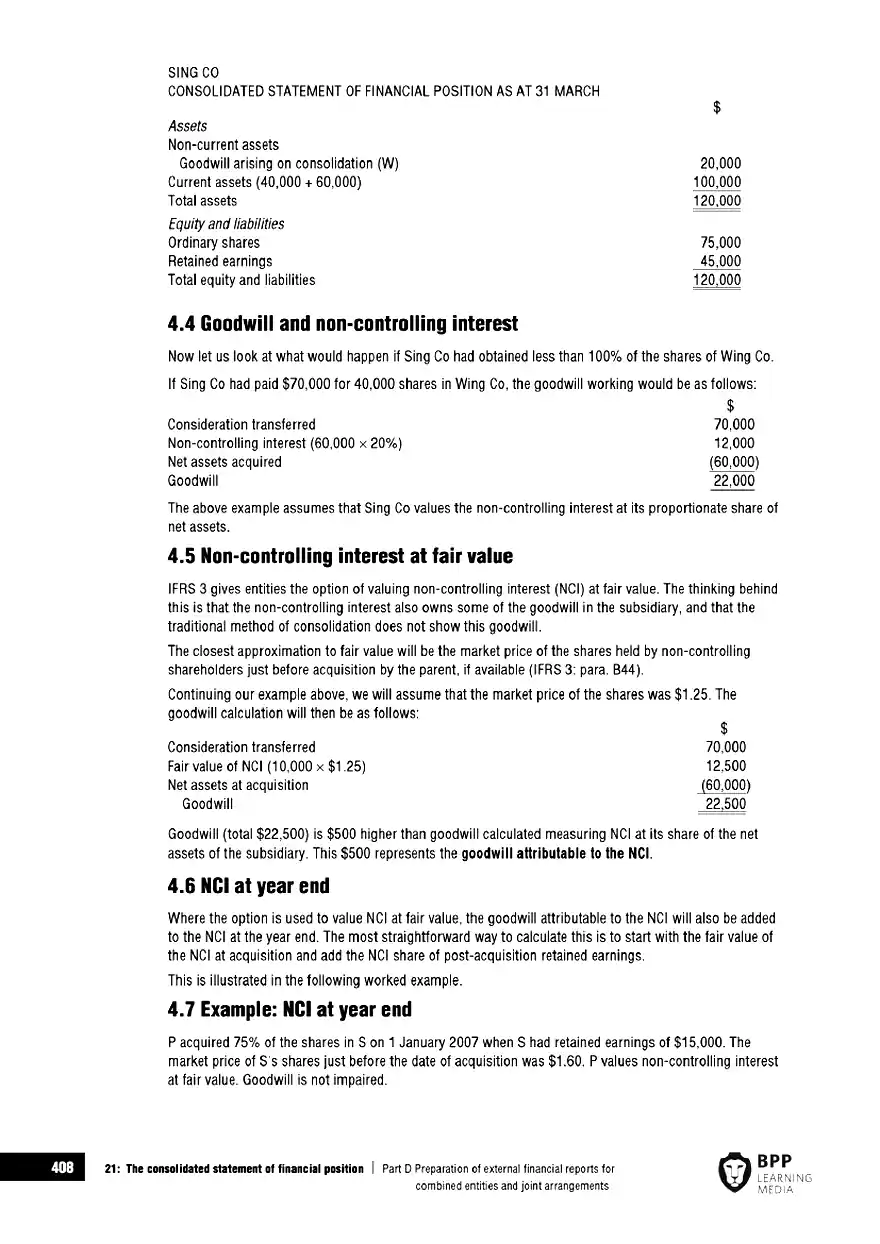 SING CO
CONSOLIDATED STATEMENT OF FINANCIAL POSITION AS AT 31 MARCH
$
Assets
Non-current assets
Goodwill arising on consolidation (W) 20,000
Current assets (40,000 + 60,000) 100,000
Total assets 120,000
Equity and liabilities
Ordinary shares 75,000
Retained earnings 45,000
Total equity and liabilities 120,000
4.4 Goodwill and non-controlling interest
Now let us look at what would happen if Sing Co had obtained less than 100% of the shares of Wing Co.
If Sing Co had paid $70,000 for 40,000 shares in Wing Co, the goodwill working would be as follows:
$
Consideration transferred 70,000
Non-controlling interest (60,000 × 20%) 12,000
Net assets acquired (60,000)
Goodwill 22,000
The above example assumes that Sing Co values the non-controlling interest at its proportionate share of
net assets.
4.5 Non-controlling interest at fair value
IFRS 3 gives entities the option of valuing non-controlling interest (NCI) at fair value. The thinking behind
this is that the non-controlling interest also owns some of the goodwill in the subsidiary, and that the
traditional method of consolidation does not show this goodwill.
The closest approximation to fair value will be the market price of the shares held by non-controlling
shareholders just before acquisition by the parent, if available (IFRS 3: para. B44).
Continuing our example above, we will assume that the market price of the shares was $1.25. The
goodwill calculation will then be as follows:
$
Consideration transferred 70,000
Fair value of NCI (10,000 × $1.25) 12,500
Net assets at acquisition (60,000)
Goodwill 22,500
Goodwill (total $22,500) is $500 higher than goodwill calculated measuring NCI at its share of the net
assets of the subsidiary. This $500 represents the goodwill attributable to the NCI.
4.6 NCI at year end
Where the option is used to value NCI at fair value, the goodwill attributable to the NCI will also be added
to the NCI at the year end. The most straightforward way to calculate this is to start with the fair value of
the NCI at acquisition and add the NCI share of post-acquisition retained earnings.
This is illustrated in the following worked example.
4.7 Example: NCI at year end
P acquired 75% of the shares in S on 1 January 2007 when S had retained earnings of $15,000. The
market price of S's shares just before the date of acquisition was $1.60. P values non-controlling interest
at fair value. Goodwill is not impaired.
408 21: The consolidated statement of financial position | Part D Preparation of external financial reports for
combined entities and joint arrangements
BPP
LEARNING
MEDIA